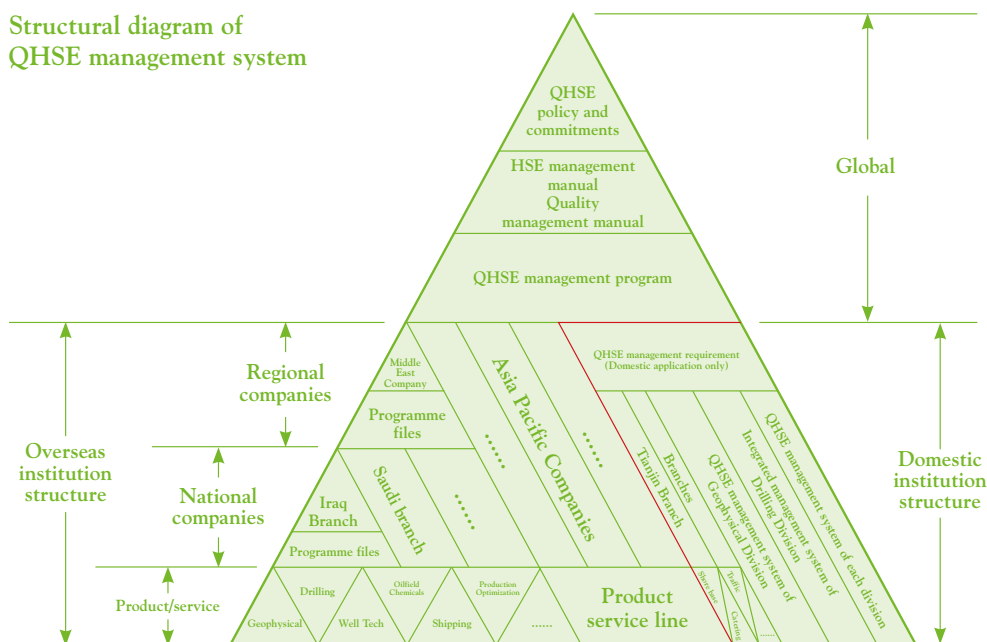 Structural diagram of
QHSE management system
QHSE
policy and
commitments
HSE management
manual
Quality
management manual
QHSE management program
Global
Regional
companies
Overseas
institution
structure
National
companies
Product/service
Middle
East
Company
Programme
files
......
Asia Pacific Companies
......
QHSE management requirement
(Domestic application only)
Iraq
Branch
Programme files
Saudi branch
......
Tianjin Branch
Branches
QHSE management system of
Geophysical Division
Integrated management system of
Drilling Division
QHSE management system of each division
Domestic
institution
structure
Drilling
Oilfield
Chemicals
Production
Optimization
Geophysical
Well Tech
Shipping
......
Product
service line
Shore base
Traffic
Catering
......